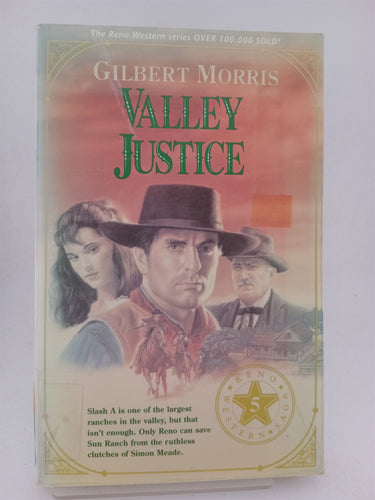 The Reno Western series OVER 100,000 SOLD!
GILBERT MORRIS
VALLEY
JUSTICE
Slash A is one of the largest
ranches in the valley, but that
isn't enough. Only Reno can save
Sun Ranch from the ruthless
clutches of Simon Meade.
RENO
WESTERN
SAGA
5